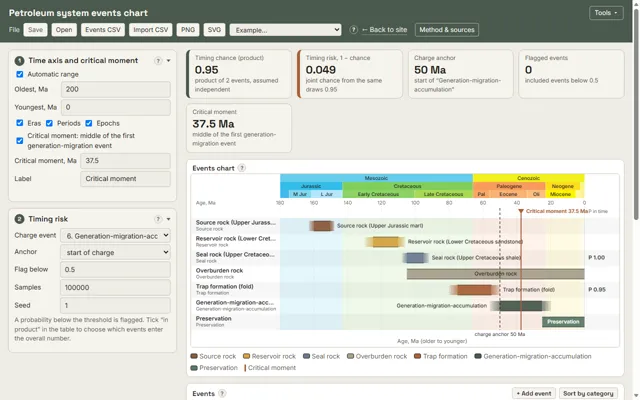 Petroleum system events chart
Tools
File Save Open Events CSV Import CSV PNG SVG Example... ? ← Back to site Method & sources
1 Time axis and critical moment ?
Automatic range
Oldest, Ma 200
Youngest, Ma 0
Eras Periods Epochs
Critical moment: middle of the first generation-migration event
Critical moment, Ma 37.5
Label Critical moment
2 Timing risk ?
Charge event 6. Generation-migration-acc
Anchor start of charge
Flag below 0.5
Samples 100000
Seed 1
A probability below the threshold is flagged. Tick "in product" in the table to choose which events enter the overall number.
Timing chance (product)
0.95
product of 2 events, assumed independent
Timing risk, 1 − chance
0.049
joint chance from the same draws 0.95
Charge anchor
50 Ma
start of "Generation-migration-accumulation"
Flagged events
0
included events below 0.5
Critical moment
37.5 Ma
middle of the first generation-migration event
Events chart ?
Mesozoic Cenozoic
Jurassic Cretaceous Paleogene Neogene
M Jur L Jur Early Cretaceous Late Cretaceous Pal Eocene Oli Miocene
Age, Ma 180 160 140 120 100 80 60 40 20 0
Critical moment 37.5 Ma P in time
Source rock (Upper Jurass...
Source rock
Source rock (Upper Jurassic marl)
Reservoir rock (Lower Cret...
Reservoir rock
Reservoir rock (Lower Cretaceous sandstone)
Seal rock (Upper Cretaceo...
Seal rock
Seal rock (Upper Cretaceous shale)
P 1.00
Overburden rock
Overburden rock
Overburden rock
Trap formation (fold)
Trap formation
Trap formation (fold)
P 0.95
Generation-migration-acc...
Generation-migration-accumulation
Generation-migration-accumulation
Preservation
Preservation
Preservation
charge anchor 50 Ma
Age, Ma (older to younger)
Source rock Reservoir rock Seal rock Overburden rock Trap formation Generation-migration-accumulation
Preservation Critical moment
Events ?
+ Add event Sort by category